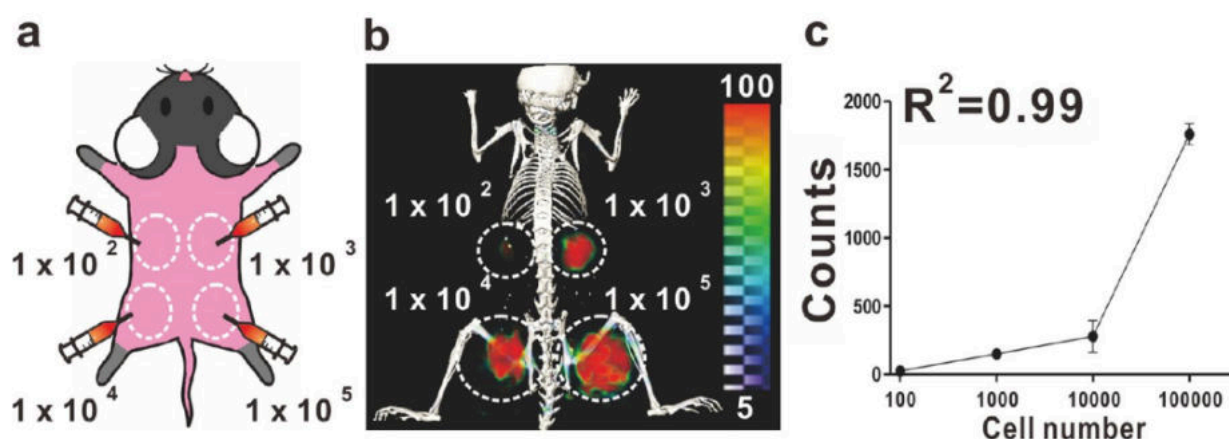 a
1 x 10²
1 x 10³
1 x 10⁴
1 x 10⁵
b
100
1 x 10²
1 x 10³
1 x 10⁴
1 x 10⁵
5
c
R²=0.99
Counts
2000
1500
1000
500
0
100
1000
10000
100000
Cell number